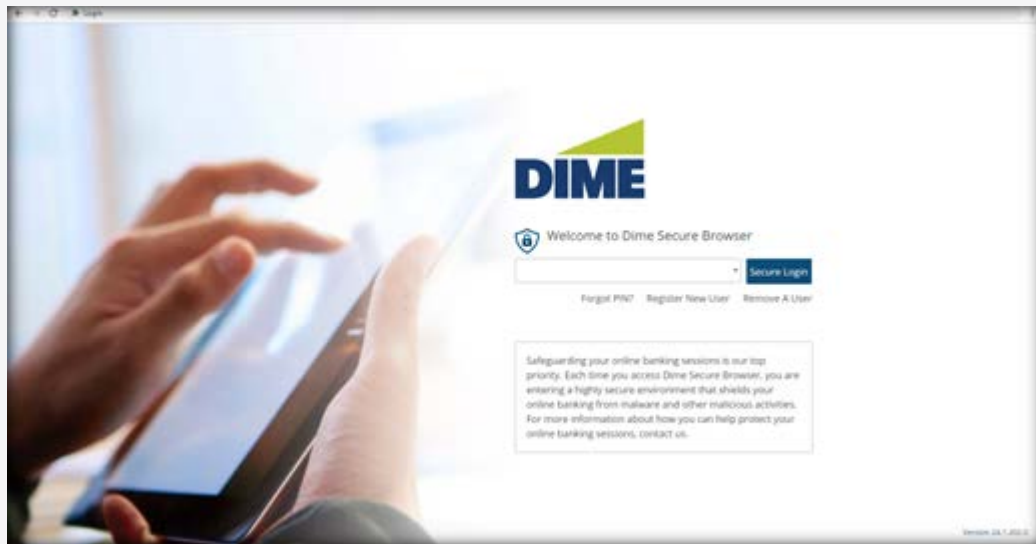 Login
DIME
Welcome to Dime Secure Browser
Secure Login
Forgot PIN? Register New User Remove A User
Safeguarding your online banking sessions is our top
priority. Each time you access Dime Secure Browser, you are
entering a highly secure environment that shields your
online banking from malware and other malicious activities.
For more information about how you can help protect your
online banking sessions, contact us.
Version